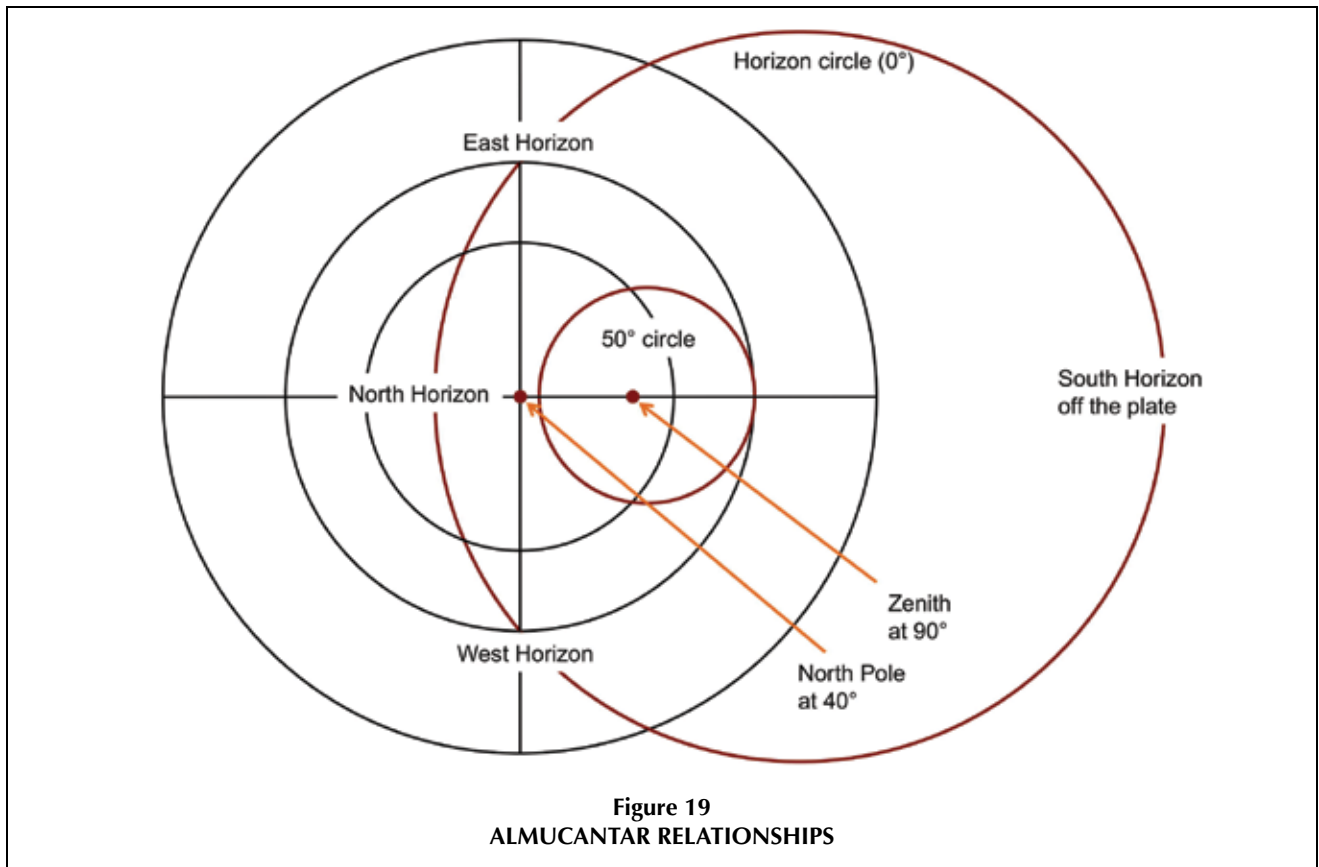 Horizon circle (0°)
East Horizon
50° circle
North Horizon
South Horizon
off the plate
Zenith
at 90°
West Horizon
North Pole
at 40°
Figure 19
ALMUCANTAR RELATIONSHIPS